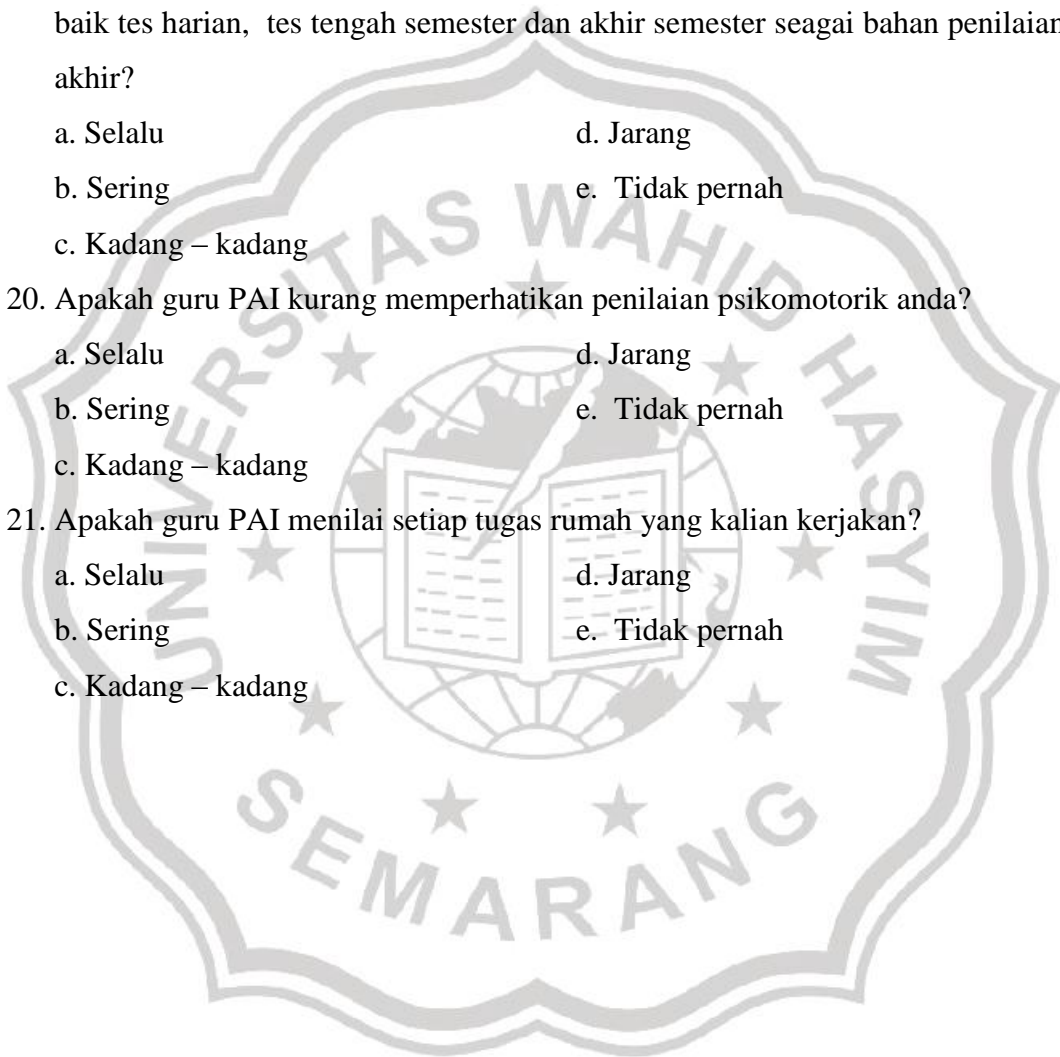 baik tes harian,  tes tengah semester dan akhir semester seagai bahan penilaian
akhir?
a. Selalu d. Jarang
b. Sering e.  Tidak pernah
c. Kadang – kadang
20. Apakah guru PAI kurang memperhatikan penilaian psikomotorik anda?
a. Selalu d. Jarang
b. Sering e.  Tidak pernah
c. Kadang – kadang
21. Apakah guru PAI menilai setiap tugas rumah yang kalian kerjakan?
a. Selalu d. Jarang
b. Sering e.  Tidak pernah
c. Kadang – kadang
UNIVERSITAS WAHID HASYIM
SEMARANG